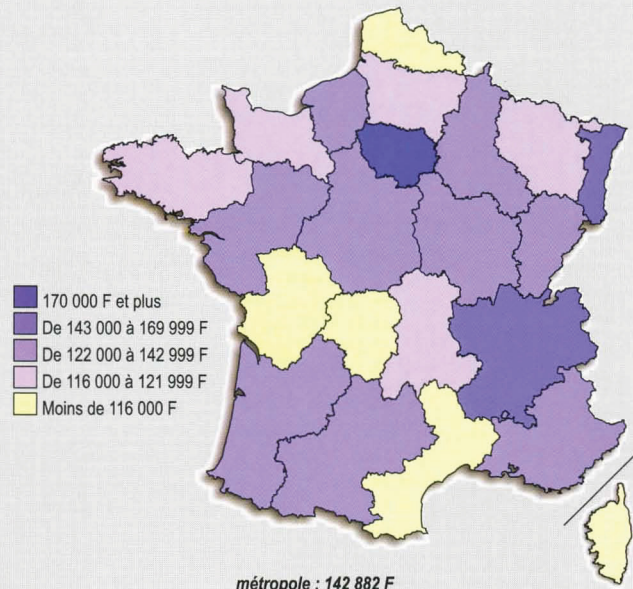 170 000 F et plus
De 143 000 à 169 999 F
De 122 000 à 142 999 F
De 116 000 à 121 999 F
Moins de 116 000 F
métropole : 142 882 F